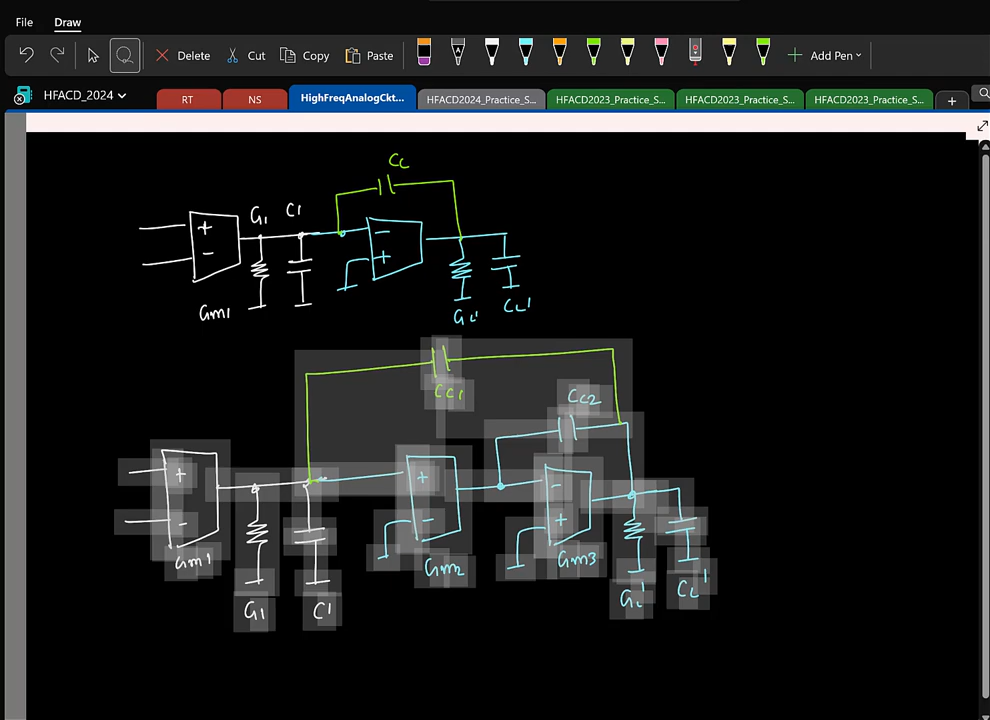 File Draw
Delete Cut Copy Paste Add Pen
HFACD_2024 RT NS HighFreqAnalogCkt... HFACD2024_Practice_S... HFACD2023_Practice_S... HFACD2023_Practice_S... HFACD2023_Practice_S...
Cc
G1 C1
+
-
-
+
Gm1
GL' CL'
Cc1
Cc2
+
-
+
-
-
+
Gm1
Gm2
Gm3
G1 C1
GL' CL'